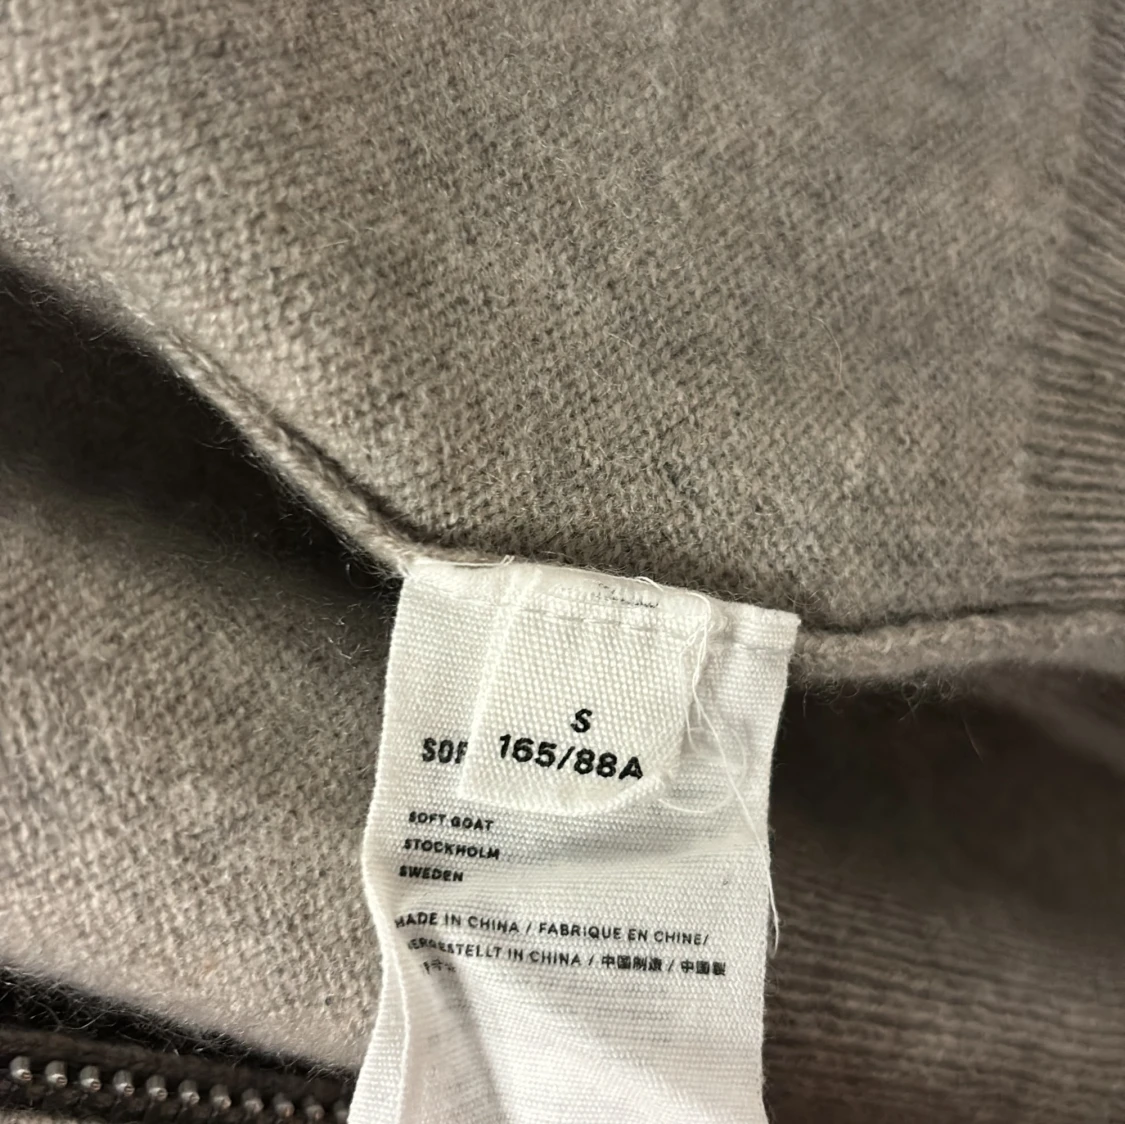 S
165/88A
SOF
SOFT GOAT
STOCKHOLM
SWEDEN
MADE IN CHINA / FABRIQUE EN CHINE/
HERGESTELLT IN CHINA / 中国制造 / 中国製